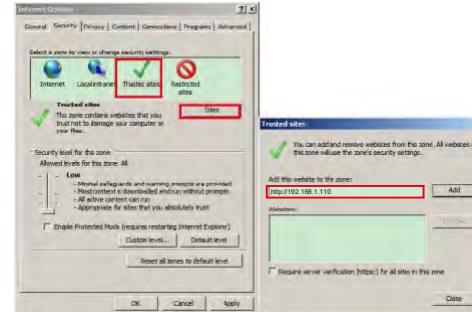 Internet Options
General Security Privacy Content Connections Programs Advanced
Select a zone to view or change security settings.
Internet Local intranet Trusted sites Restricted sites
Trusted sites
Sites
This zone contains websites that you
trust not to damage your computer or
your files.
Security level for this zone
Allowed levels for this zone: All
Low
- Minimal safeguards and warning prompts are provided
- Most content is downloaded and run without prompts
- All active content can run
- Appropriate for sites that you absolutely trust
Enable Protected Mode (requires restarting Internet Explorer)
Custom level... Default level
Reset all zones to default level
OK Cancel Apply
Trusted sites
You can add and remove websites from this zone. All websites
this zone will use the zone's security settings.
Add this website to the zone:
http://192.168.1.110 Add
Websites:
Remove
Require server verification (https:) for all sites in this zone
Close